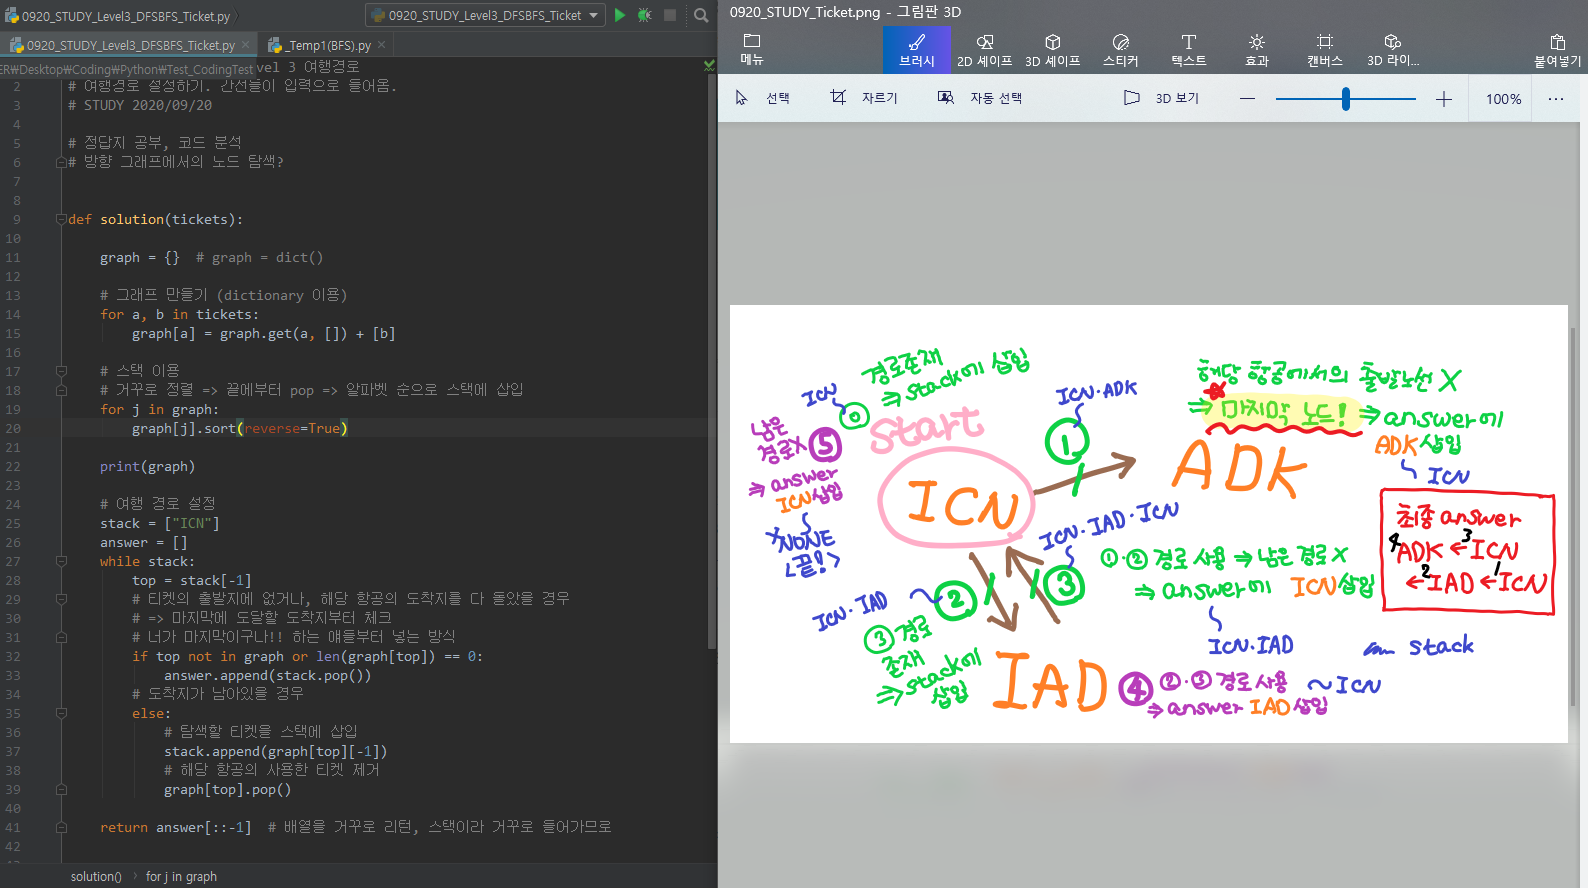 0920_STUDY_Level3_DFSBFS_Ticket.py
0920_STUDY_Level3_DFSBFS_Ticket
0920_STUDY_Level3_DFSBFS_Ticket.py
_Temp1(BFS).py
ER₩Desktop₩Coding₩Python₩Test_CodingTest
vel 3 여행경로
2 # 여행경로 설정하기. 간선들이 입력으로 들어옴.
3 # STUDY 2020/09/20
4
5 # 정답지 공부, 코드 분석
6 # 방향 그래프에서의 노드 탐색?
7
8
9 def solution(tickets):
10
11 graph = {}  # graph = dict()
12
13 # 그래프 만들기 (dictionary 이용)
14 for a, b in tickets:
15 graph[a] = graph.get(a, []) + [b]
16
17 # 스택 이용
18 # 거꾸로 정렬 => 끝에부터 pop => 알파벳 순으로 스택에 삽입
19 for j in graph:
20 graph[j].sort(reverse=True)
21
22 print(graph)
23
24 # 여행 경로 설정
25 stack = ["ICN"]
26 answer = []
27 while stack:
28 top = stack[-1]
29 # 티켓의 출발지에 없거나, 해당 항공의 도착지를 다 돌았을 경우
30 # => 마지막에 도달할 도착지부터 체크
31 # 너가 마지막이구나!! 하는 얘들부터 넣는 방식
32 if top not in graph or len(graph[top]) == 0:
33 answer.append(stack.pop())
34 # 도착지가 남아있을 경우
35 else:
36 # 탐색할 티켓을 스택에 삽입
37 stack.append(graph[top][-1])
38 # 해당 항공의 사용한 티켓 제거
39 graph[top].pop()
40
41 return answer[::-1]  # 배열을 거꾸로 리턴, 스택이라 거꾸로 들어가므로
42
solution() › for j in graph
0920_STUDY_Ticket.png - 그림판 3D
메뉴 브러시 2D 셰이프 3D 셰이프 스티커 텍스트 효과 캔버스 3D 라이... 붙여넣기
선택 자르기 자동 선택 3D 보기 100% ...
경로존재
⇒ stack에 삽입
ICN
0
start
ICN
남은
경로X ⑤
⇒ answer
ICN삽입
NONE
<끝!>
ICN·ADK
①
ADK
해당 항공에서의 출발노선 X
⇒ 마지막 노드! ⇒ answer에
ADK 삽입
ICN
최종 answer
4 ADK ← 3 ICN
← 2 IAD ← 1 ICN
ICN·IAD·ICN
③
①·② 경로 사용 ⇒ 남은 경로 X
⇒ answer에 ICN삽입
ICN·IAD
stack
ICN·IAD
②
③ 경로
존재
⇒ stack에
삽입
IAD
④ ②·③ 경로 사용 ~ICN
⇒ answer IAD 삽입